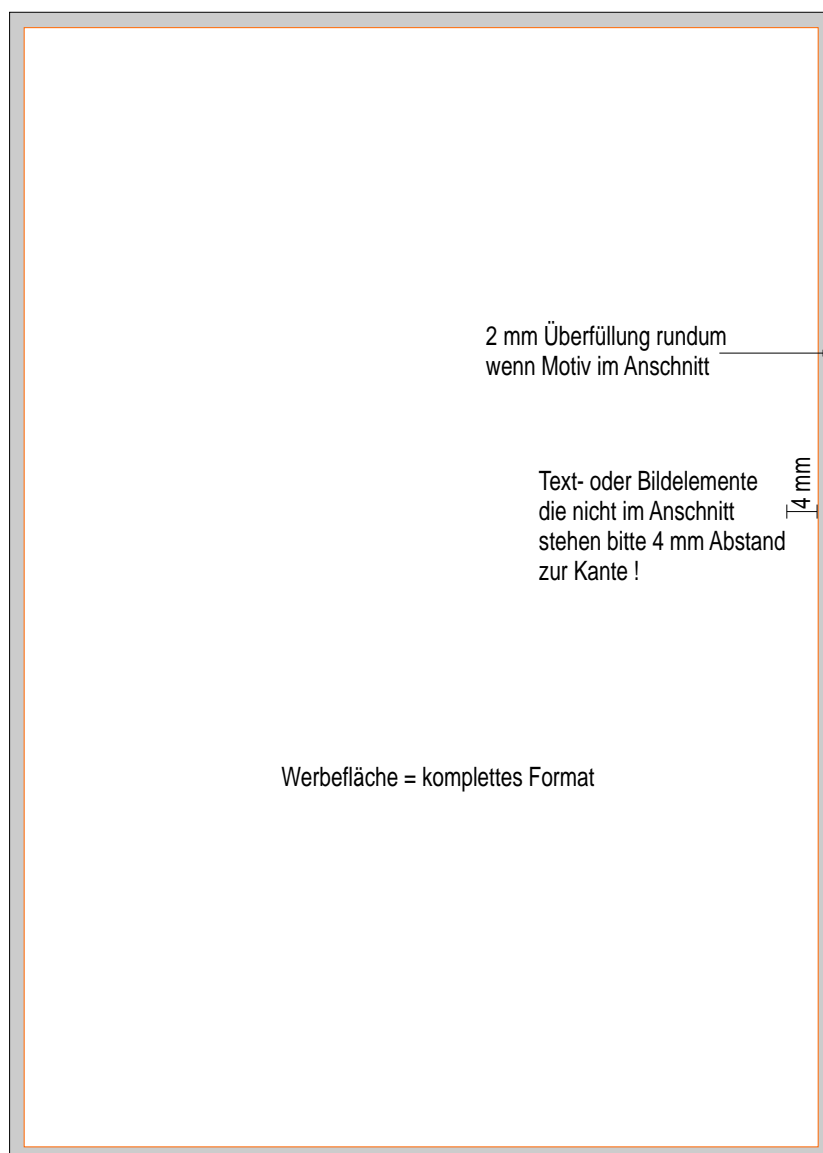 2 mm Überfüllung rundum
wenn Motiv im Anschnitt
4 mm
Text- oder Bildelemente
die nicht im Anschnitt
stehen bitte 4 mm Abstand
zur Kante !
Werbefläche = komplettes Format